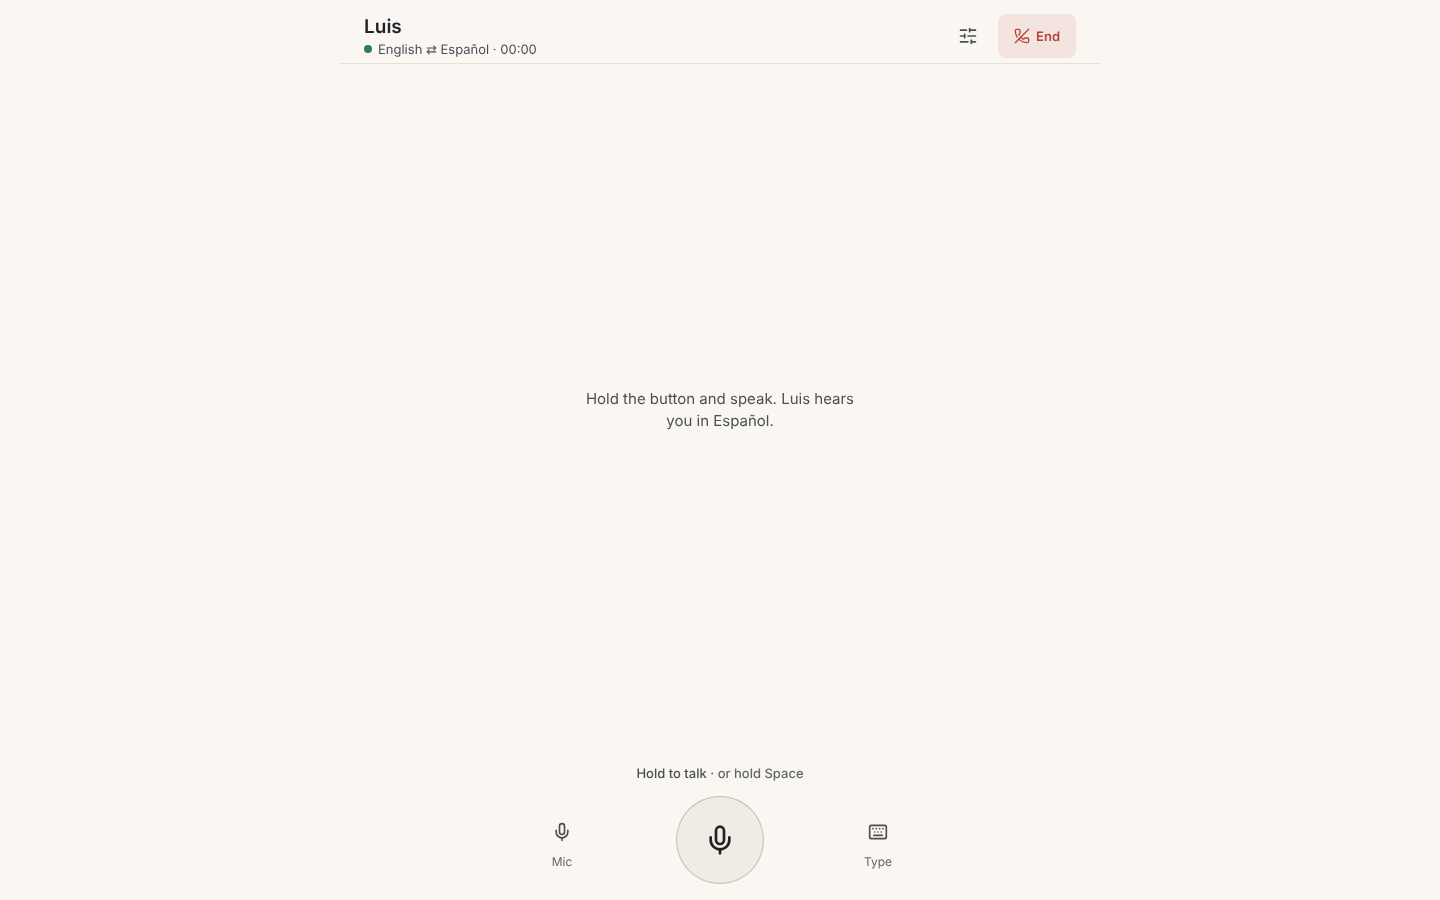 Luis
English ⇄ Español · 00:00
End
Hold the button and speak. Luis hears
you in Español.
Hold to talk · or hold Space
Mic
Type